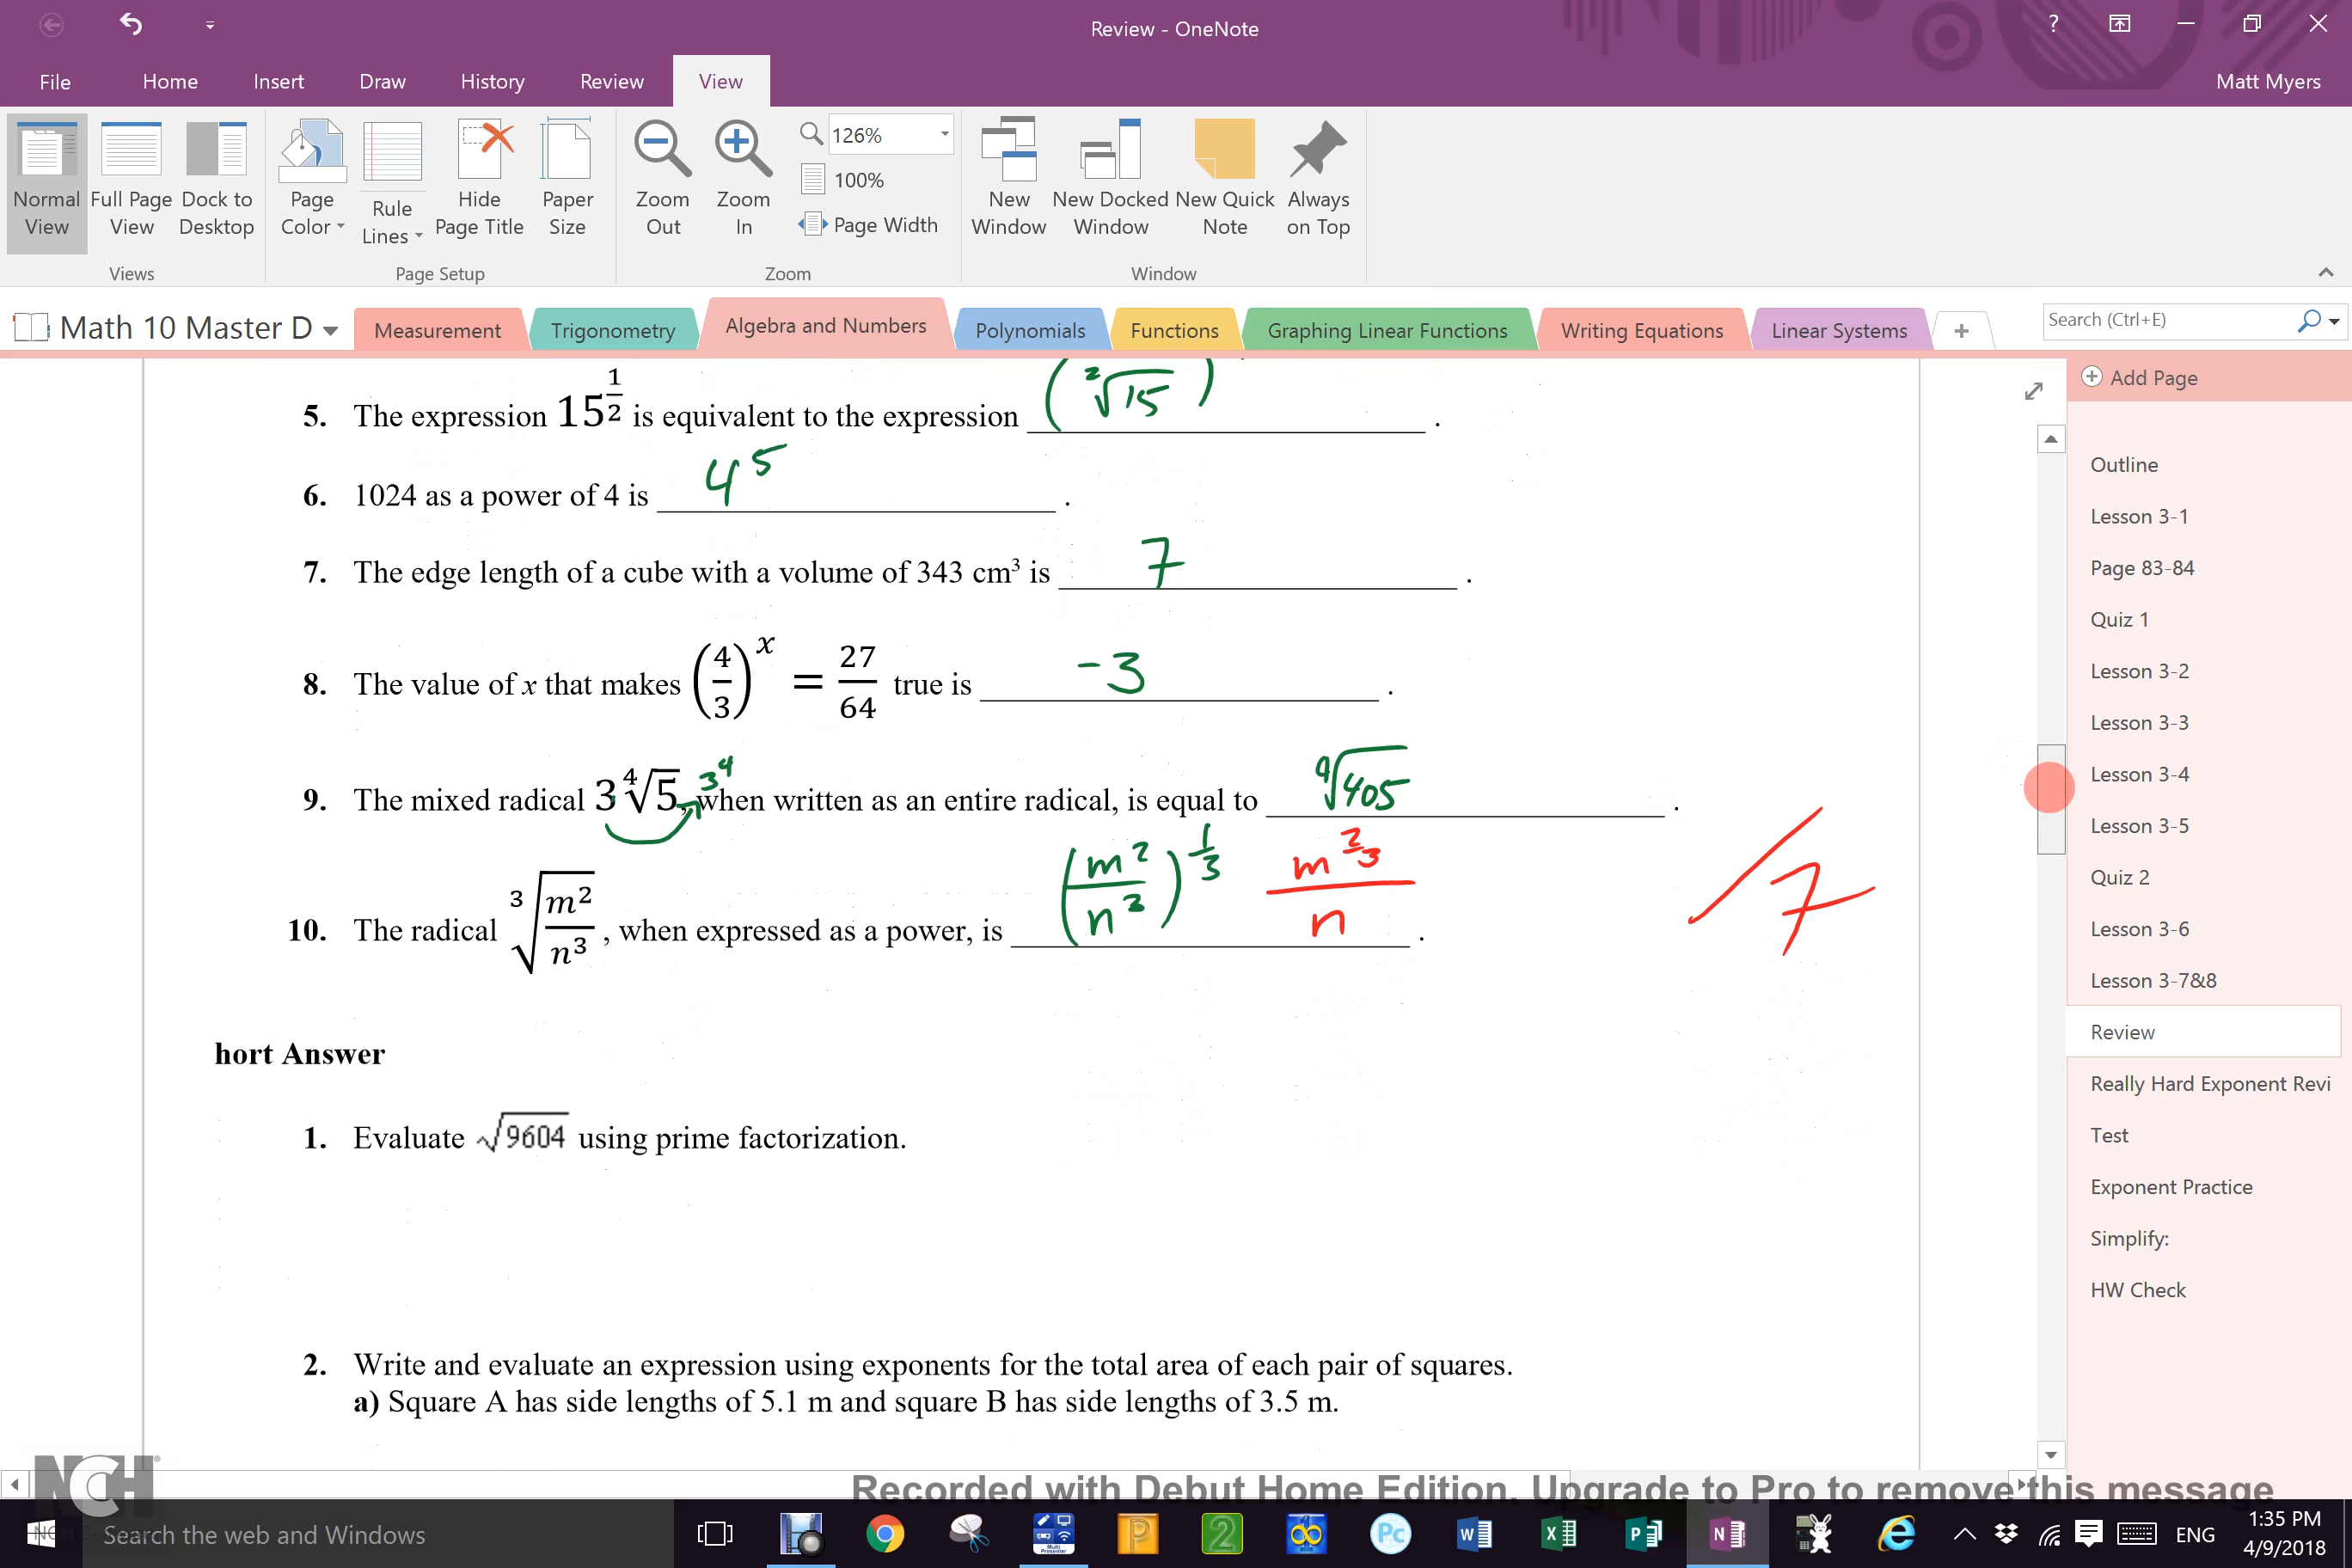 Review - OneNote
?
File Home Insert Draw History Review View Matt Myers
Normal View Full Page View Dock to Desktop Page Color Rule Lines Hide Page Title Paper Size Zoom Out Zoom In 126% 100% Page Width New Window New Docked Window New Quick Note Always on Top
Views Page Setup Zoom Window
Math 10 Master D Measurement Trigonometry Algebra and Numbers Polynomials Functions Graphing Linear Functions Writing Equations Linear Systems + Search (Ctrl+E)
Add Page
5. The expression 15^(1/2) is equivalent to the expression (²√15) .
6. 1024 as a power of 4 is 4⁵ .
7. The edge length of a cube with a volume of 343 cm³ is 7 .
8. The value of x that makes (4/3)^x = 27/64 true is -3 .
9. The mixed radical 3⁴√5, 3⁴ when written as an entire radical, is equal to ⁴√405 .
10. The radical ³√(m²/n³), when expressed as a power, is (m²/n³)^(1/3) m^(2/3)/n .
/7
hort Answer
1. Evaluate √9604 using prime factorization.
2. Write and evaluate an expression using exponents for the total area of each pair of squares.
a) Square A has side lengths of 5.1 m and square B has side lengths of 3.5 m.
Outline
Lesson 3-1
Page 83-84
Quiz 1
Lesson 3-2
Lesson 3-3
Lesson 3-4
Lesson 3-5
Quiz 2
Lesson 3-6
Lesson 3-7&8
Review
Really Hard Exponent Revi
Test
Exponent Practice
Simplify:
HW Check
NCH
Recorded with Debut Home Edition. Upgrade to Pro to remove this message
Search the web and Windows
ENG
1:35 PM
4/9/2018